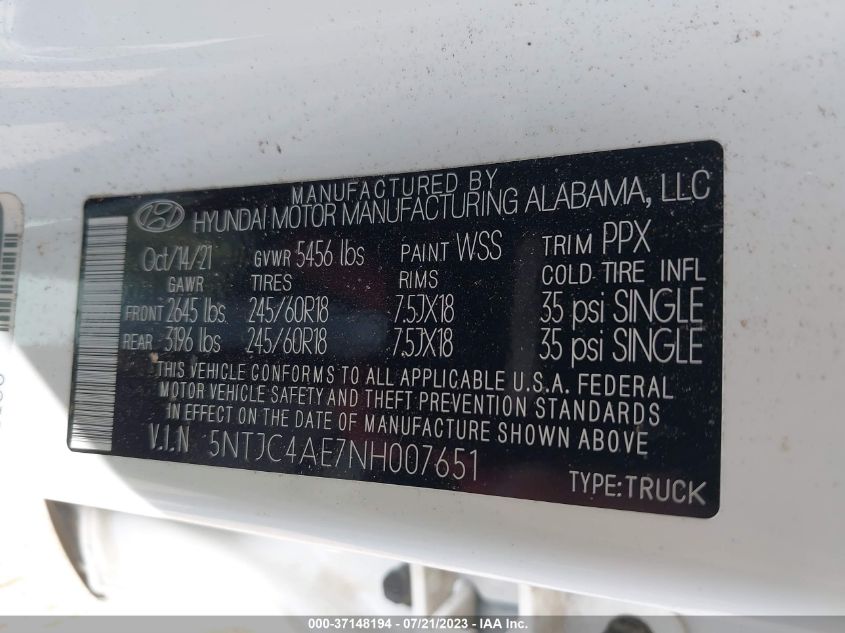 MANUFACTURED BY
HYUNDAI MOTOR MANUFACTURING ALABAMA, LLC
Oct/14/21 GVWR 5456 lbs PAINT WSS TRIM PPX
GAWR TIRES RIMS COLD TIRE INFL
FRONT 2645 lbs. 245/60R18 7.5JX18 35 psi SINGLE
REAR 3196 lbs 245/60R18 7.5JX18 35 psi SINGLE
THIS VEHICLE CONFORMS TO ALL APPLICABLE U.S.A. FEDERAL
MOTOR VEHICLE SAFETY AND THEFT PREVENTION STANDARDS
IN EFFECT ON THE DATE OF MANUFACTURE SHOWN ABOVE
V.I.N 5NTJC4AE7NH007651
TYPE:TRUCK
000-37148194 - 07/21/2023 - IAA Inc.